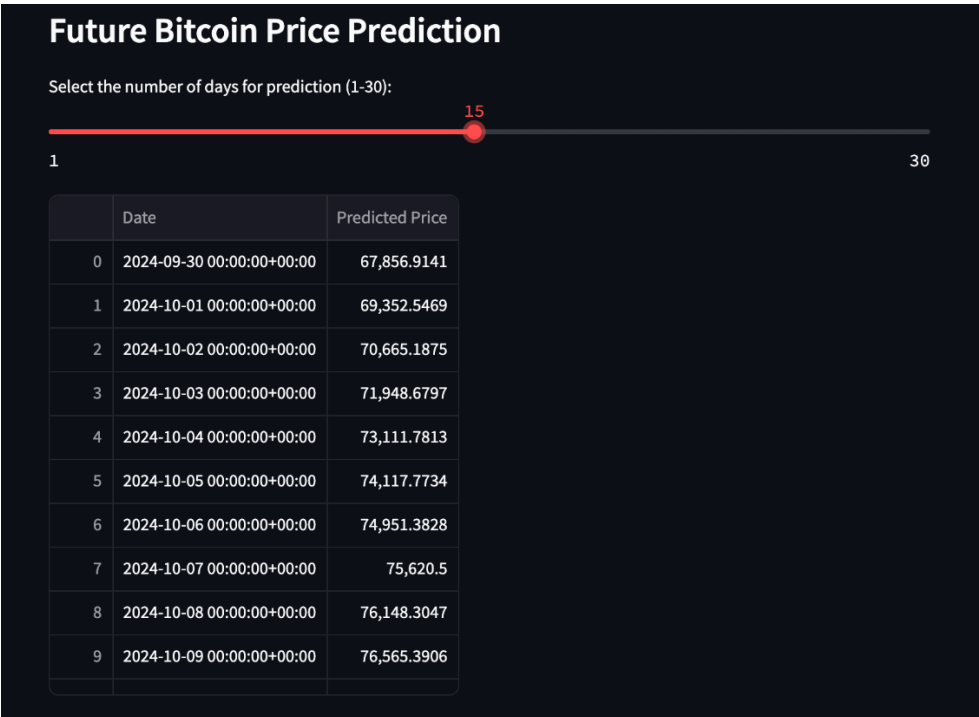 Future Bitcoin Price Prediction
Select the number of days for prediction (1-30):
15
1 30
Date Predicted Price
0 2024-09-30 00:00:00+00:00 67,856.9141
1 2024-10-01 00:00:00+00:00 69,352.5469
2 2024-10-02 00:00:00+00:00 70,665.1875
3 2024-10-03 00:00:00+00:00 71,948.6797
4 2024-10-04 00:00:00+00:00 73,111.7813
5 2024-10-05 00:00:00+00:00 74,117.7734
6 2024-10-06 00:00:00+00:00 74,951.3828
7 2024-10-07 00:00:00+00:00 75,620.5
8 2024-10-08 00:00:00+00:00 76,148.3047
9 2024-10-09 00:00:00+00:00 76,565.3906